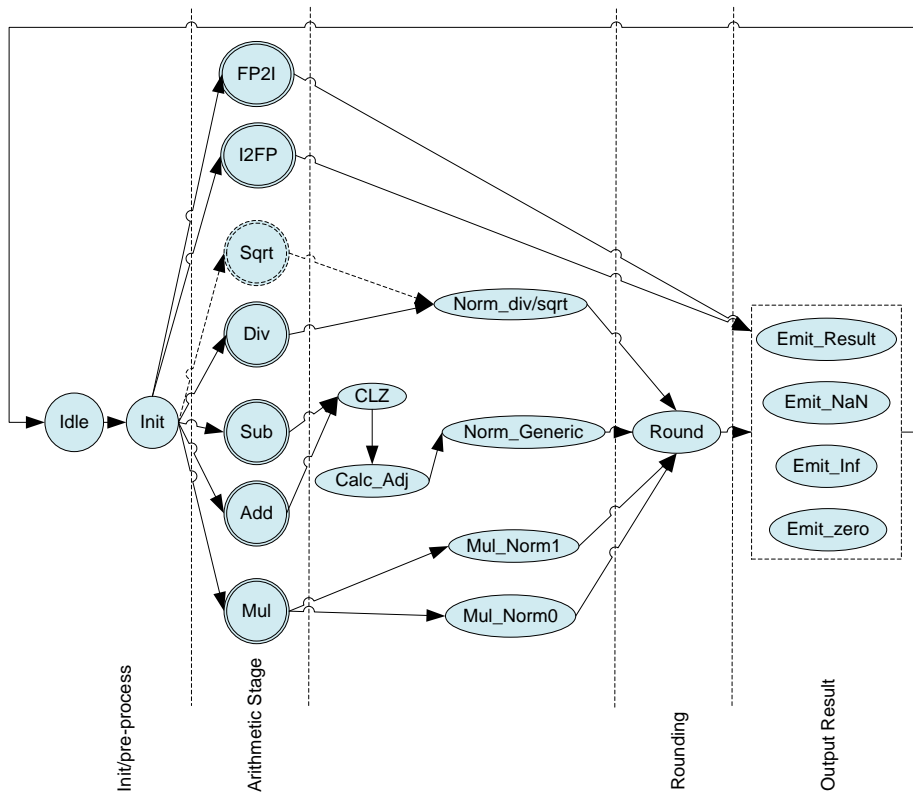 FP2I
I2FP
Sqrt
Div
Norm_div/sqrt
Emit_Result
CLZ
Emit_NaN
Idle
Init
Sub
Norm_Generic
Round
Calc_Adj
Emit_Inf
Add
Emit_zero
Mul_Norm1
Mul
Mul_Norm0
Init/pre-process
Arithmetic Stage
Rounding
Output Result